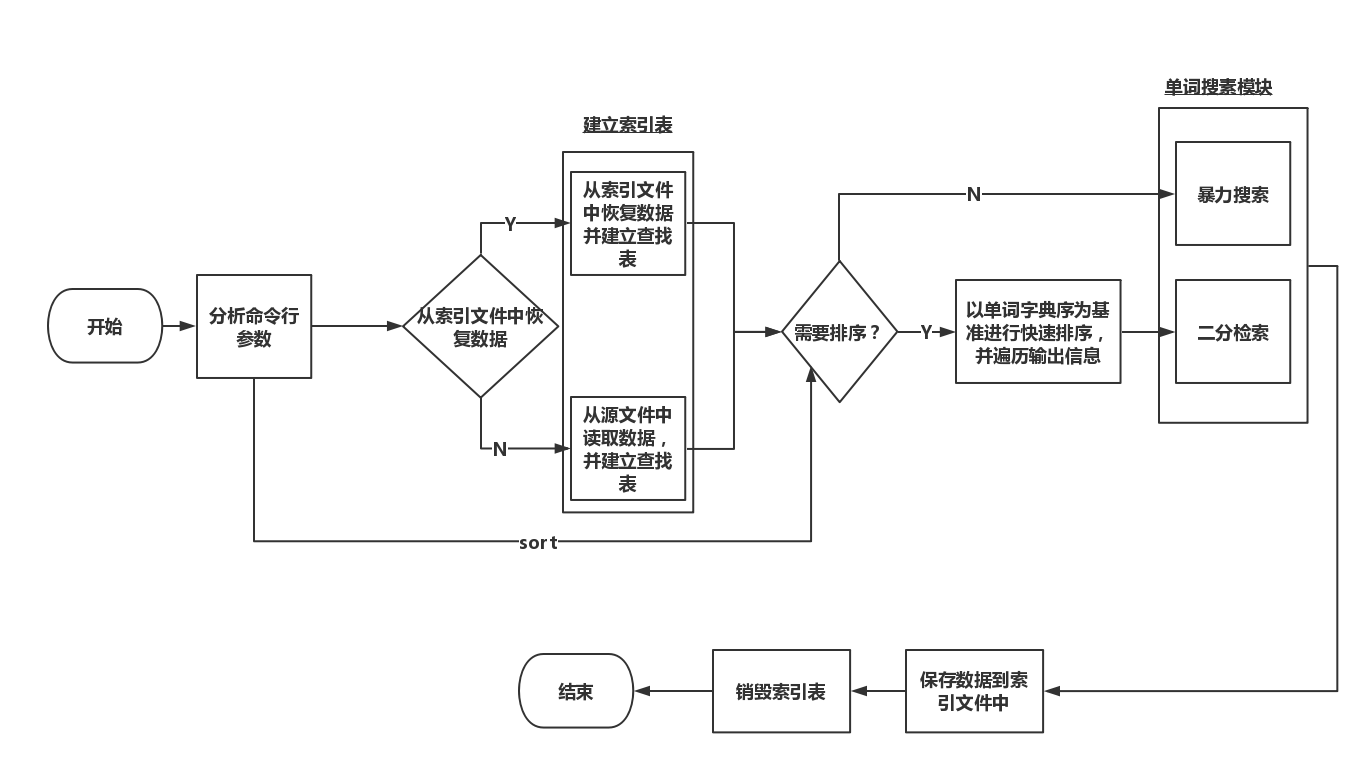 单词搜素模块
建立索引表
从索引文件
中恢复数据
并建立查找
表
N
暴力搜索
Y
开始
分析命令行
参数
从索引文件中恢
复数据
需要排序？
Y
以单词字典序为基
准进行快速排序，
并遍历输出信息
二分检索
N
从源文件中
读取数据，
并建立查找
表
sort
结束
销毁索引表
保存数据到索
引文件中